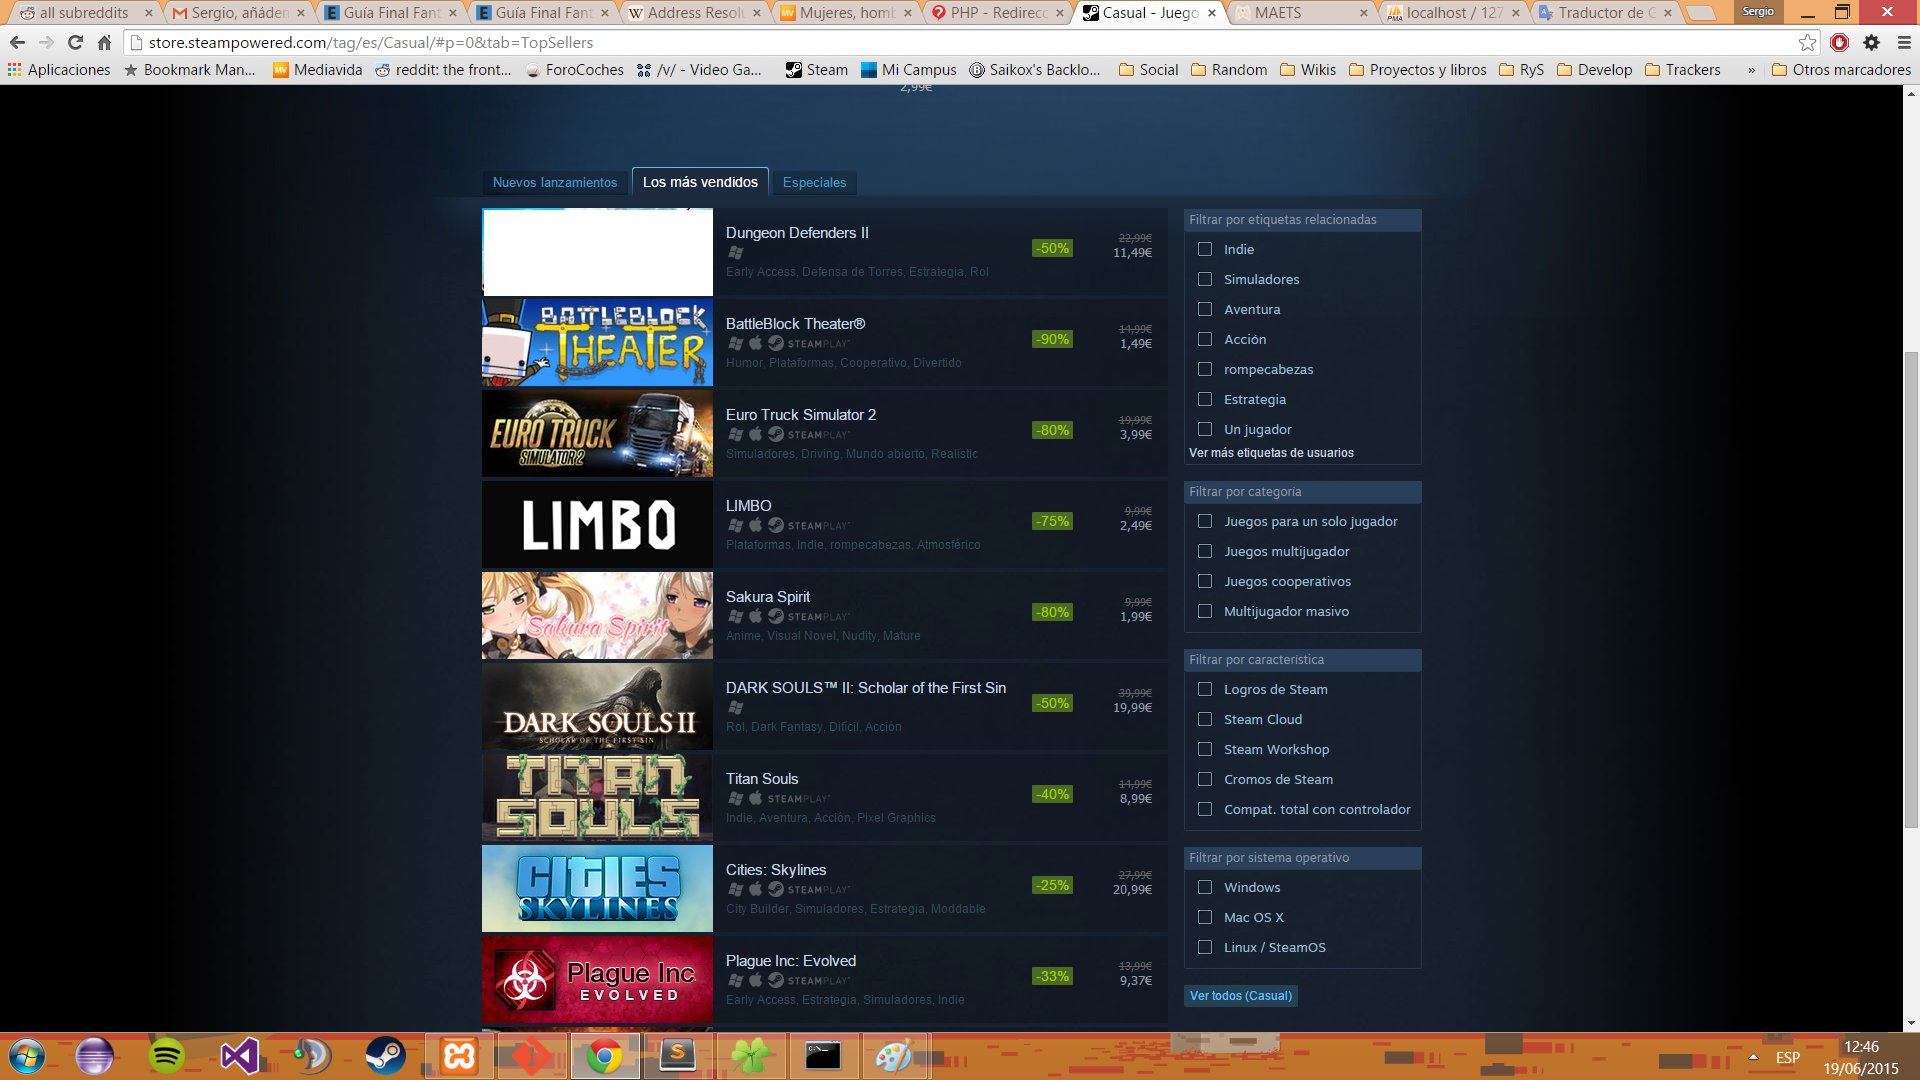 all subreddits
Sergio, añáden
Guía Final Fant
Guía Final Fant
Address Resol
Mujeres, homb
PHP - Redirecc
Casual - Juego
MAETS
localhost / 127
Traductor de G
Sergio
store.steampowered.com/tag/es/Casual/#p=0&tab=TopSellers
Aplicaciones
Bookmark Man...
Mediavida
reddit: the front...
ForoCoches
/v/ - Video Ga...
Steam
Mi Campus
Saikox's Backlo...
Social
Random
Wikis
Proyectos y libros
RyS
Develop
Trackers
»
Otros marcadores
2,99€
Nuevos lanzamientos
Los más vendidos
Especiales
Dungeon Defenders II
-50%
22,99€
11,49€
Early Access, Defensa de Torres, Estrategia, Rol
BATTLEBLOCK THEATER
BattleBlock Theater®
STEAMPLAY
-90%
14,99€
1,49€
Humor, Plataformas, Cooperativo, Divertido
EURO TRUCK SIMULATOR 2
Euro Truck Simulator 2
STEAMPLAY
-80%
19,99€
3,99€
Simuladores, Driving, Mundo abierto, Realistic
LIMBO
LIMBO
STEAMPLAY
-75%
9,99€
2,49€
Plataformas, Indie, rompecabezas, Atmosférico
Sakura Spirit
Sakura Spirit
STEAMPLAY
-80%
9,99€
1,99€
Anime, Visual Novel, Nudity, Mature
DARK SOULS II
SCHOLAR OF THE FIRST SIN
DARK SOULS™ II: Scholar of the First Sin
-50%
39,99€
19,99€
Rol, Dark Fantasy, Difícil, Acción
TITAN SOULS
Titan Souls
STEAMPLAY
-40%
14,99€
8,99€
Indie, Aventura, Acción, Pixel Graphics
CITIES SKYLINES
Cities: Skylines
STEAMPLAY
-25%
27,99€
20,99€
City Builder, Simuladores, Estrategia, Moddable
Plague Inc
EVOLVED
Plague Inc: Evolved
STEAMPLAY
-33%
13,99€
9,37€
Early Access, Estrategia, Simuladores, Indie
Filtrar por etiquetas relacionadas
Indie
Simuladores
Aventura
Acción
rompecabezas
Estrategia
Un jugador
Ver más etiquetas de usuarios
Filtrar por categoría
Juegos para un solo jugador
Juegos multijugador
Juegos cooperativos
Multijugador masivo
Filtrar por característica
Logros de Steam
Steam Cloud
Steam Workshop
Cromos de Steam
Compat. total con controlador
Filtrar por sistema operativo
Windows
Mac OS X
Linux / SteamOS
Ver todos (Casual)
ESP
12:46
19/06/2015